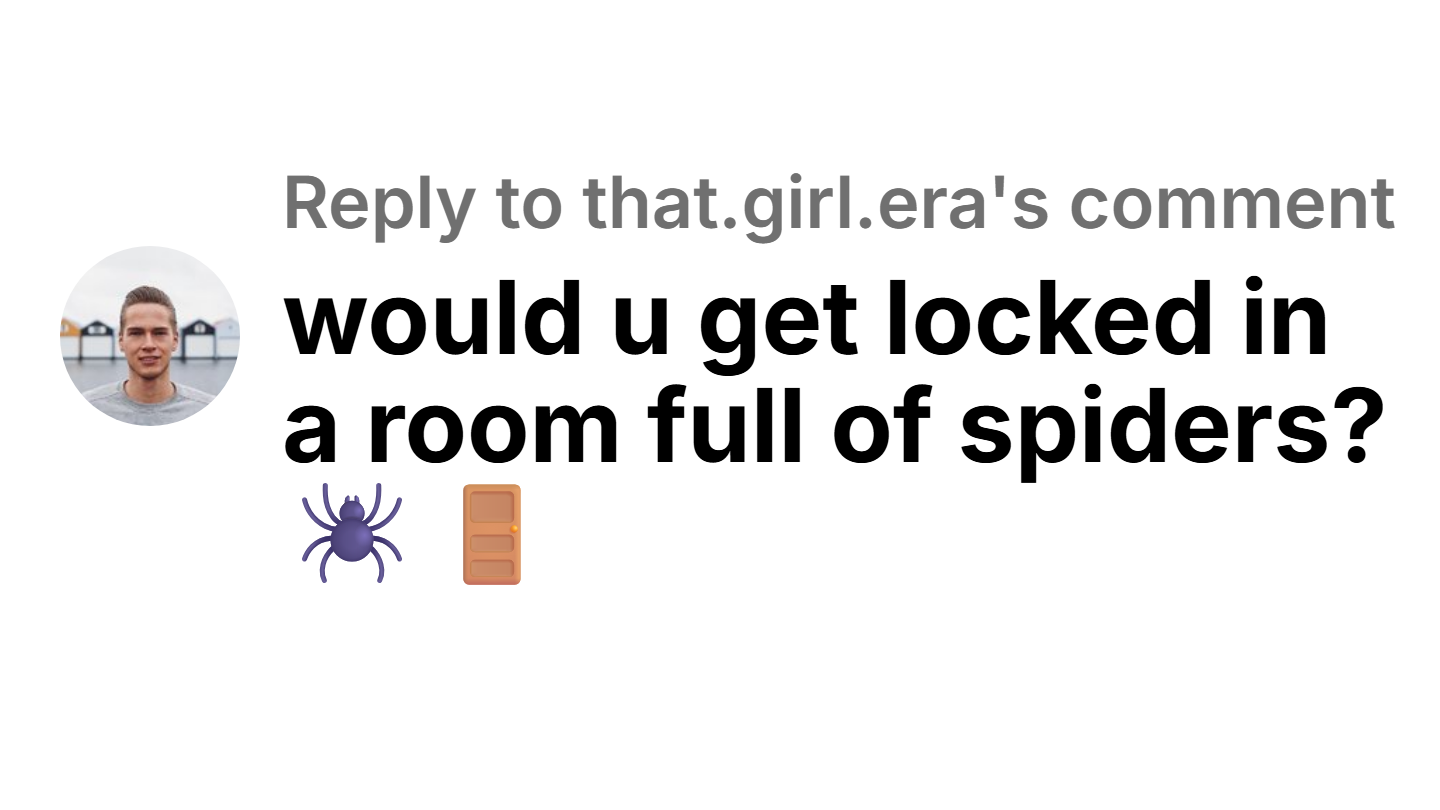 Reply to that.girl.era's comment
would u get locked in
a room full of spiders?
🕷️ 🚪